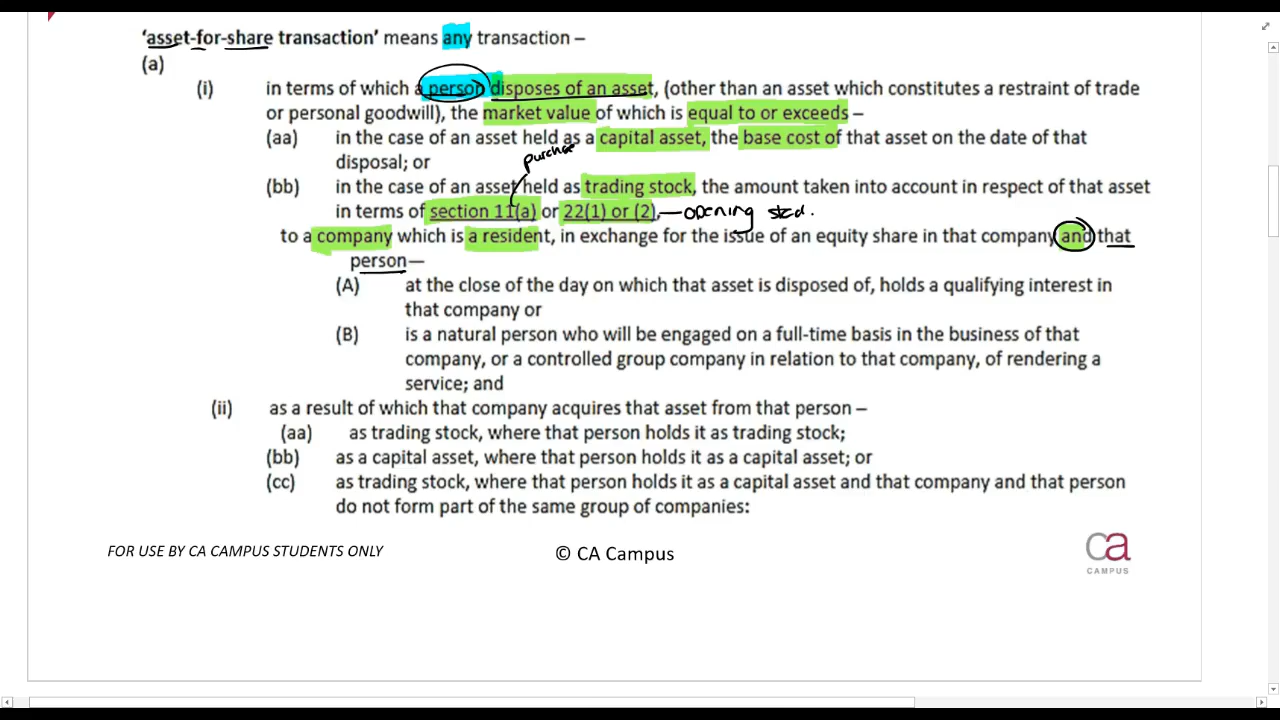 ‘asset-for-share transaction’ means any transaction –
(a)
(i) in terms of which a person disposes of an asset, (other than an asset which constitutes a restraint of trade
or personal goodwill), the market value of which is equal to or exceeds –
(aa) in the case of an asset held as a capital asset, the base cost of that asset on the date of that
disposal; or
purchase
(bb) in the case of an asset held as trading stock, the amount taken into account in respect of that asset
in terms of section 11(a) or 22(1) or (2), — opening
to a company which is a resident, in exchange for the issue of an equity share in that company and that
person—
(A) at the close of the day on which that asset is disposed of, holds a qualifying interest in
that company or
(B) is a natural person who will be engaged on a full-time basis in the business of that
company, or a controlled group company in relation to that company, of rendering a
service; and
(ii) as a result of which that company acquires that asset from that person –
(aa) as trading stock, where that person holds it as trading stock;
(bb) as a capital asset, where that person holds it as a capital asset; or
(cc) as trading stock, where that person holds it as a capital asset and that company and that person
do not form part of the same group of companies:
FOR USE BY CA CAMPUS STUDENTS ONLY
© CA Campus
ca
CAMPUS